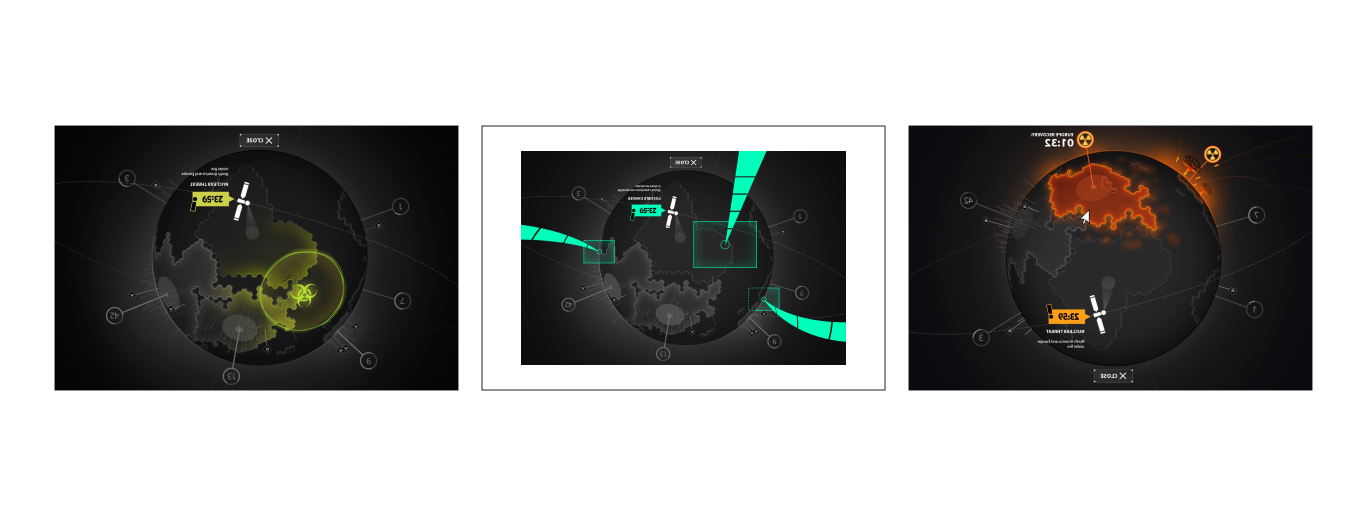 CLOSE
3
North America and Europe
under fire
NUCLEAR THREAT
23:59
1
7
42
9
13
CLOSE
3
POSSIBLE DANGER
23:59
1
7
42
9
13
EUROPE RECOVERY:
01:32
42
7
1
3
23:59
NUCLEAR THREAT
North America and Europe
under fire
CLOSE